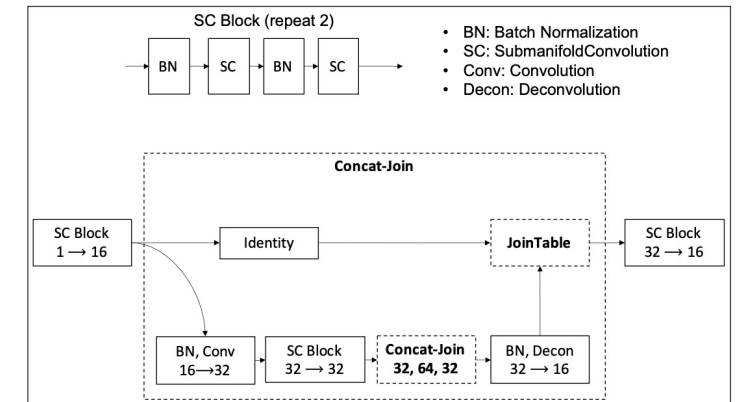 SC Block (repeat 2)
BN
SC
BN
SC
• BN: Batch Normalization
• SC: SubmanifoldConvolution
• Conv: Convolution
• Decon: Deconvolution
Concat-Join
SC Block
1 → 16
Identity
JoinTable
SC Block
32 → 16
BN, Conv
16→32
SC Block
32 → 32
Concat-Join
32, 64, 32
BN, Decon
32 → 16